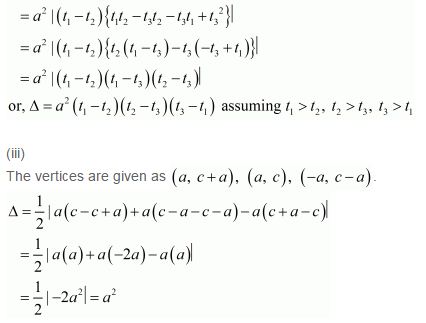 = a² |(t₁ − t₂){t₁t₂ − t₃t₂ − t₃t₁ + t₃²}|
= a² |(t₁ − t₂){t₂(t₁ − t₃) − t₃(−t₃ + t₁)}|
= a² |(t₁ − t₂)(t₁ − t₃)(t₂ − t₃)|
or, Δ = a² (t₁ − t₂)(t₂ − t₃)(t₃ − t₁) assuming t₁ > t₂, t₂ > t₃, t₃ > t₁
(iii)
The vertices are given as (a, c + a), (a, c), (−a, c − a).
Δ = 1/2 | a(c − c + a) + a(c − a − c − a) − a(c + a − c)|
= 1/2 | a(a) + a(−2a) − a(a)|
= 1/2 |−2a²| = a²